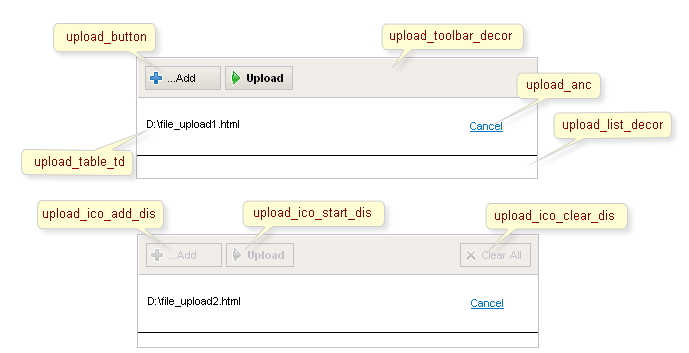 upload_button
upload_toolbar_decor
...Add
Upload
upload_anc
D:\file_upload1.html
Cancel
upload_list_decor
upload_table_td
upload_ico_add_dis
upload_ico_start_dis
upload_ico_clear_dis
...Add
Upload
Clear All
D:\file_upload2.html
Cancel